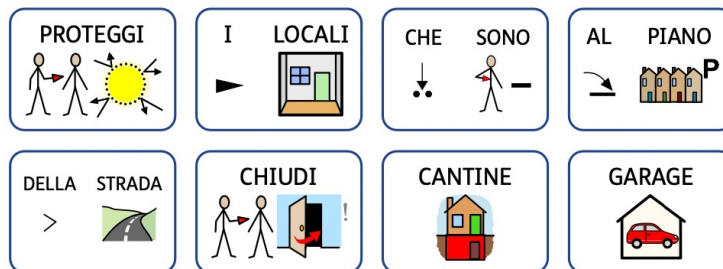 PROTEGGI
I LOCALI
CHE SONO
AL PIANO
P
DELLA STRADA
CHIUDI
!
CANTINE
GARAGE